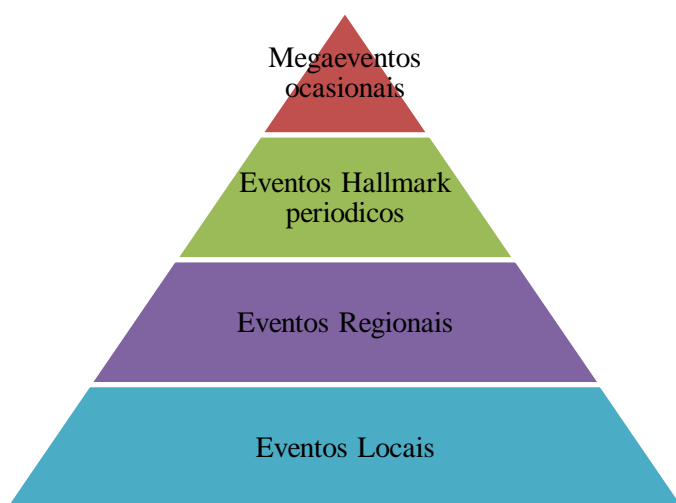 Megaeventos
ocasionais
Eventos Hallmark
periodicos
Eventos Regionais
Eventos Locais